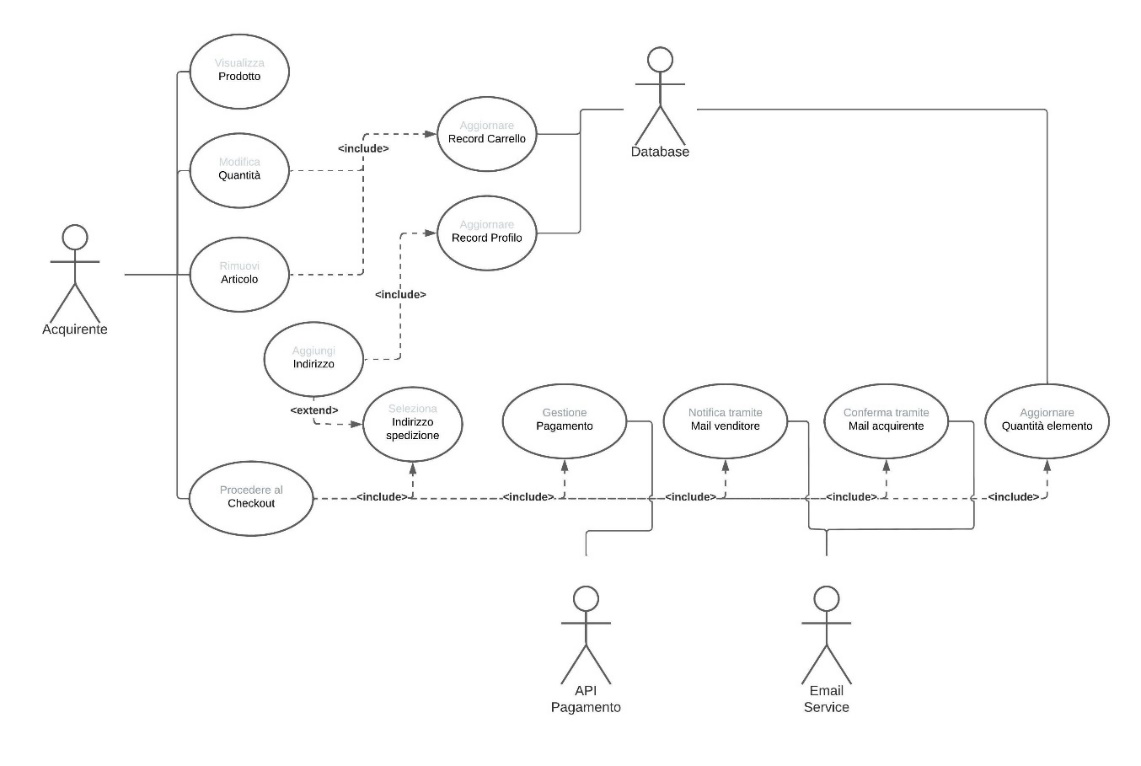 Visualizza
Prodotto
Aggiornare
Record Carrello
<include>
Database
Modifica
Quantità
Aggiornare
Record Profilo
Rimuovi
Articolo
<include>
Acquirente
Aggiungi
Indirizzo
<extend>
Seleziona
Indirizzo
spedizione
Gestione
Pagamento
Notifica tramite
Mail venditore
Conferma tramite
Mail acquirente
Aggiornare
Quantità elemento
Procedere al
Checkout
<include>
<include>
<include>
<include>
<include>
API
Pagamento
Email
Service